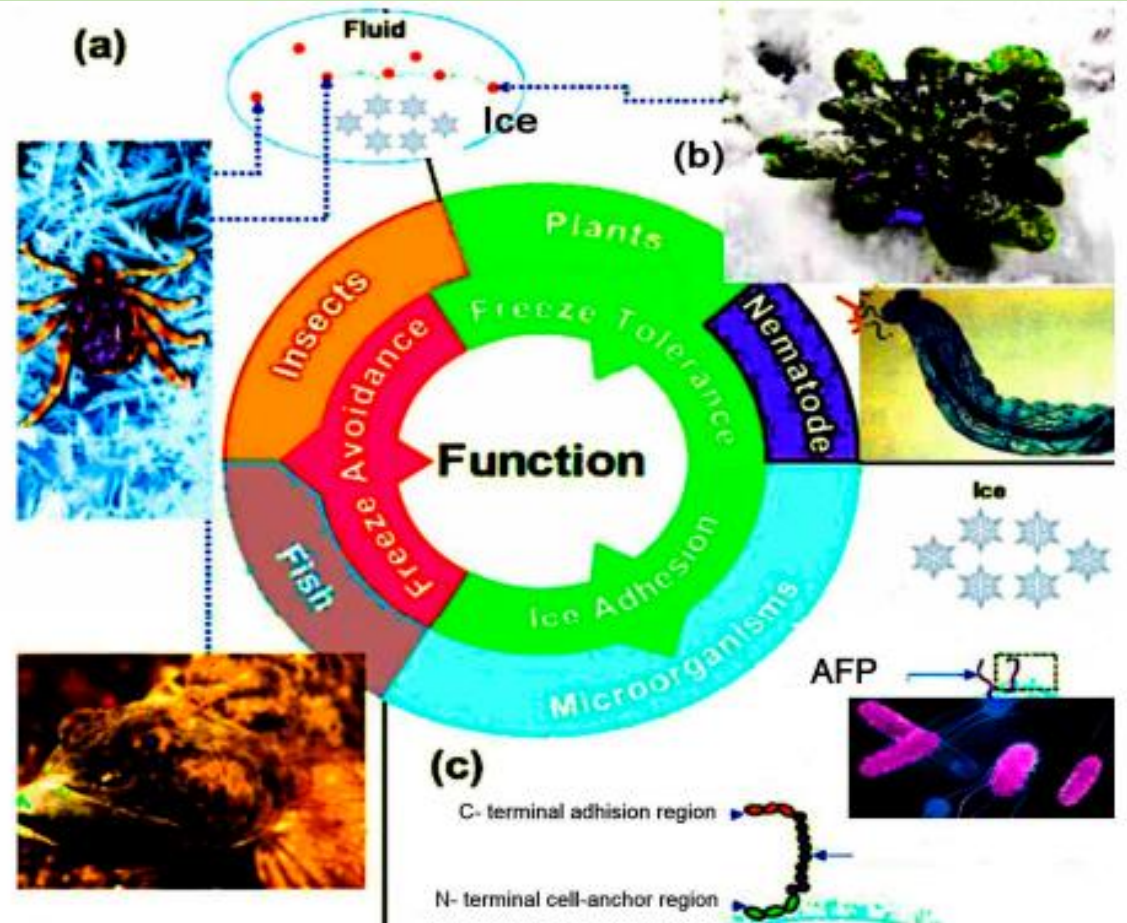 (a)
Fluid
Ice
(b)
Plants
Freeze Tolerance
Insects
Freeze Avoidance
Nematode
Function
Ice
Fish
Ice Adhesion
Microorganisms
AFP
(c)
C- terminal adhision region
N- terminal cell-anchor region